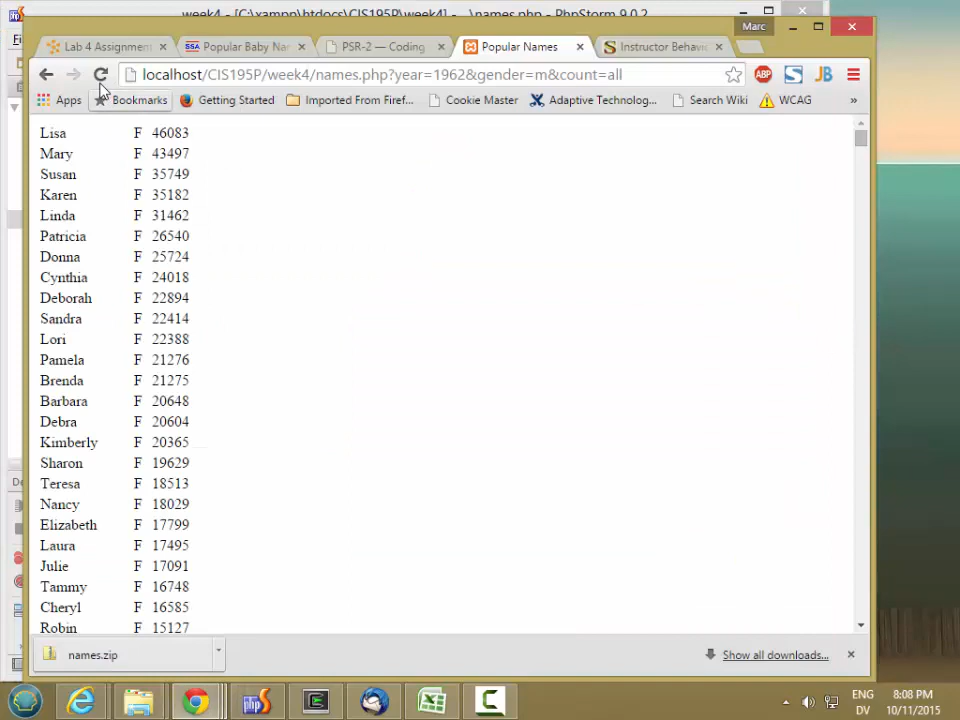 week4 - [C:\xampp\htdocs\CIS195P\week4] - ...\names.php - PhpStorm 9.0.2
Marc
Lab 4 Assignmen
Popular Baby Nar
PSR-2 — Coding
Popular Names
Instructor Behavio
localhost/CIS195P/week4/names.php?year=1962&gender=m&count=all
ABP
S
JB
Apps
Bookmarks
Getting Started
Imported From Firef...
Cookie Master
Adaptive Technolog...
Search Wiki
WCAG
»
Lisa F 46083
Mary F 43497
Susan F 35749
Karen F 35182
Linda F 31462
Patricia F 26540
Donna F 25724
Cynthia F 24018
Deborah F 22894
Sandra F 22414
Lori F 22388
Pamela F 21276
Brenda F 21275
Barbara F 20648
Debra F 20604
Kimberly F 20365
Sharon F 19629
Teresa F 18513
Nancy F 18029
Elizabeth F 17799
Laura F 17495
Julie F 17091
Tammy F 16748
Cheryl F 16585
Robin F 15127
names.zip
Show all downloads...
ENG
DV
8:08 PM
10/11/2015